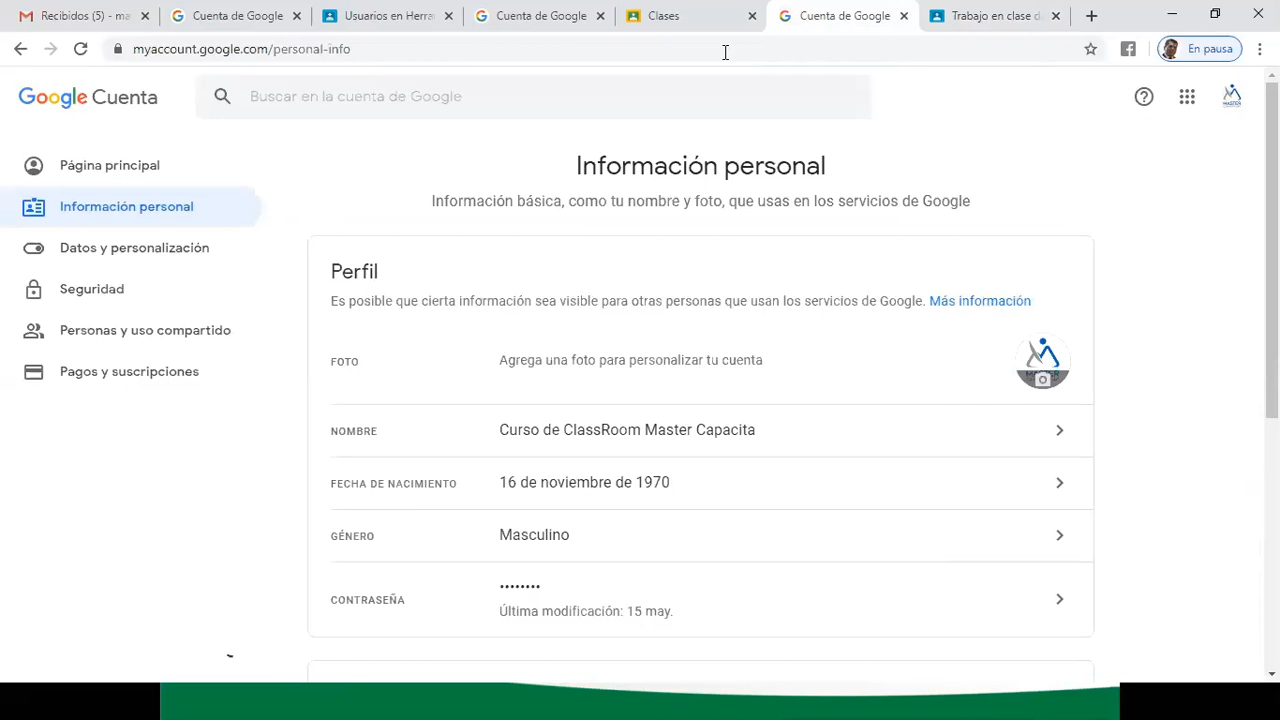 Recibidos (5) - ma
Cuenta de Google
Usuarios en Herra
Cuenta de Google
Clases
Cuenta de Google
Trabajo en clase d
myaccount.google.com/personal-info
En pausa
Google Cuenta
Buscar en la cuenta de Google
Página principal
Información personal
Datos y personalización
Seguridad
Personas y uso compartido
Pagos y suscripciones
Información personal
Información básica, como tu nombre y foto, que usas en los servicios de Google
Perfil
Es posible que cierta información sea visible para otras personas que usan los servicios de Google. Más información
FOTO Agrega una foto para personalizar tu cuenta
NOMBRE Curso de ClassRoom Master Capacita
FECHA DE NACIMIENTO 16 de noviembre de 1970
GÉNERO Masculino
CONTRASEÑA ••••••••
Última modificación: 15 may.